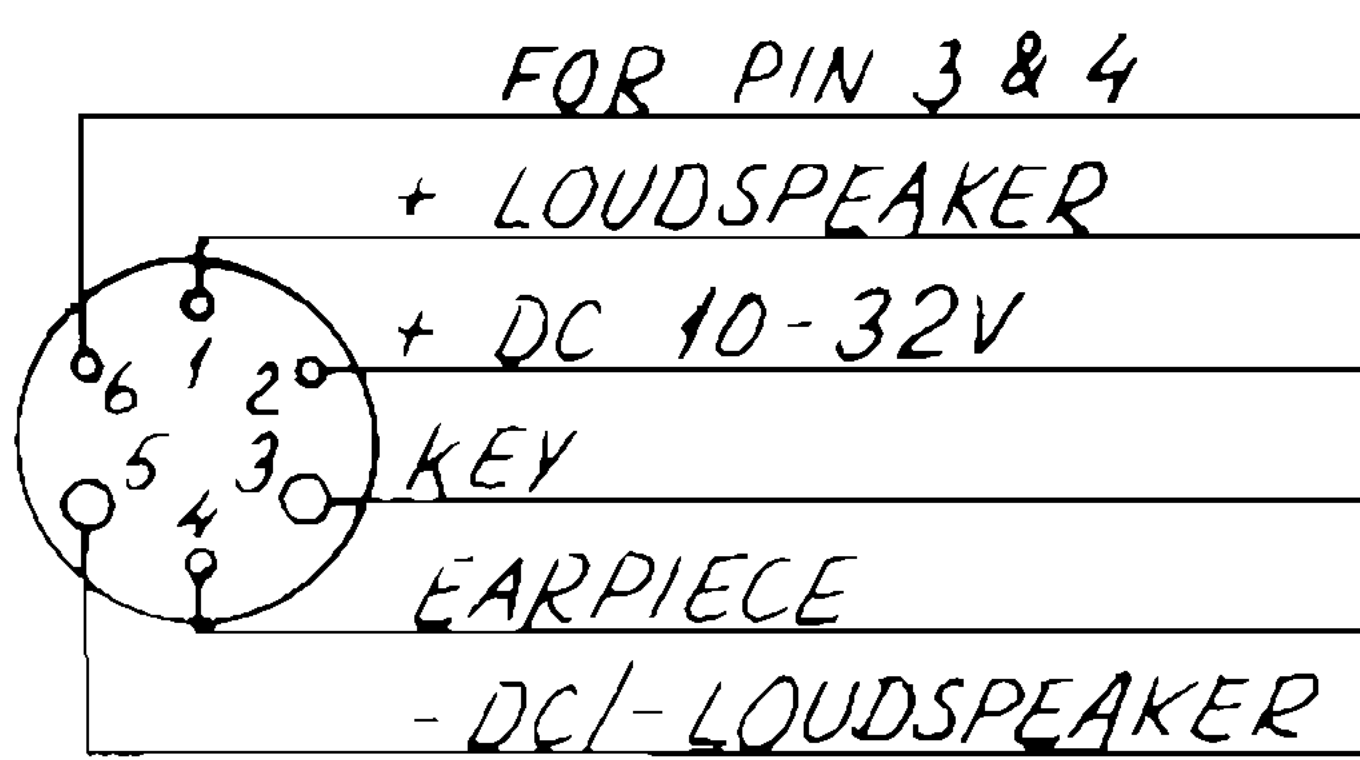 FOR PIN 3 & 4
+ LOUDSPEAKER
+ DC 10-32V
1
6
2
KEY
5
3
4
EARPIECE
- DC/- LOUDSPEAKER